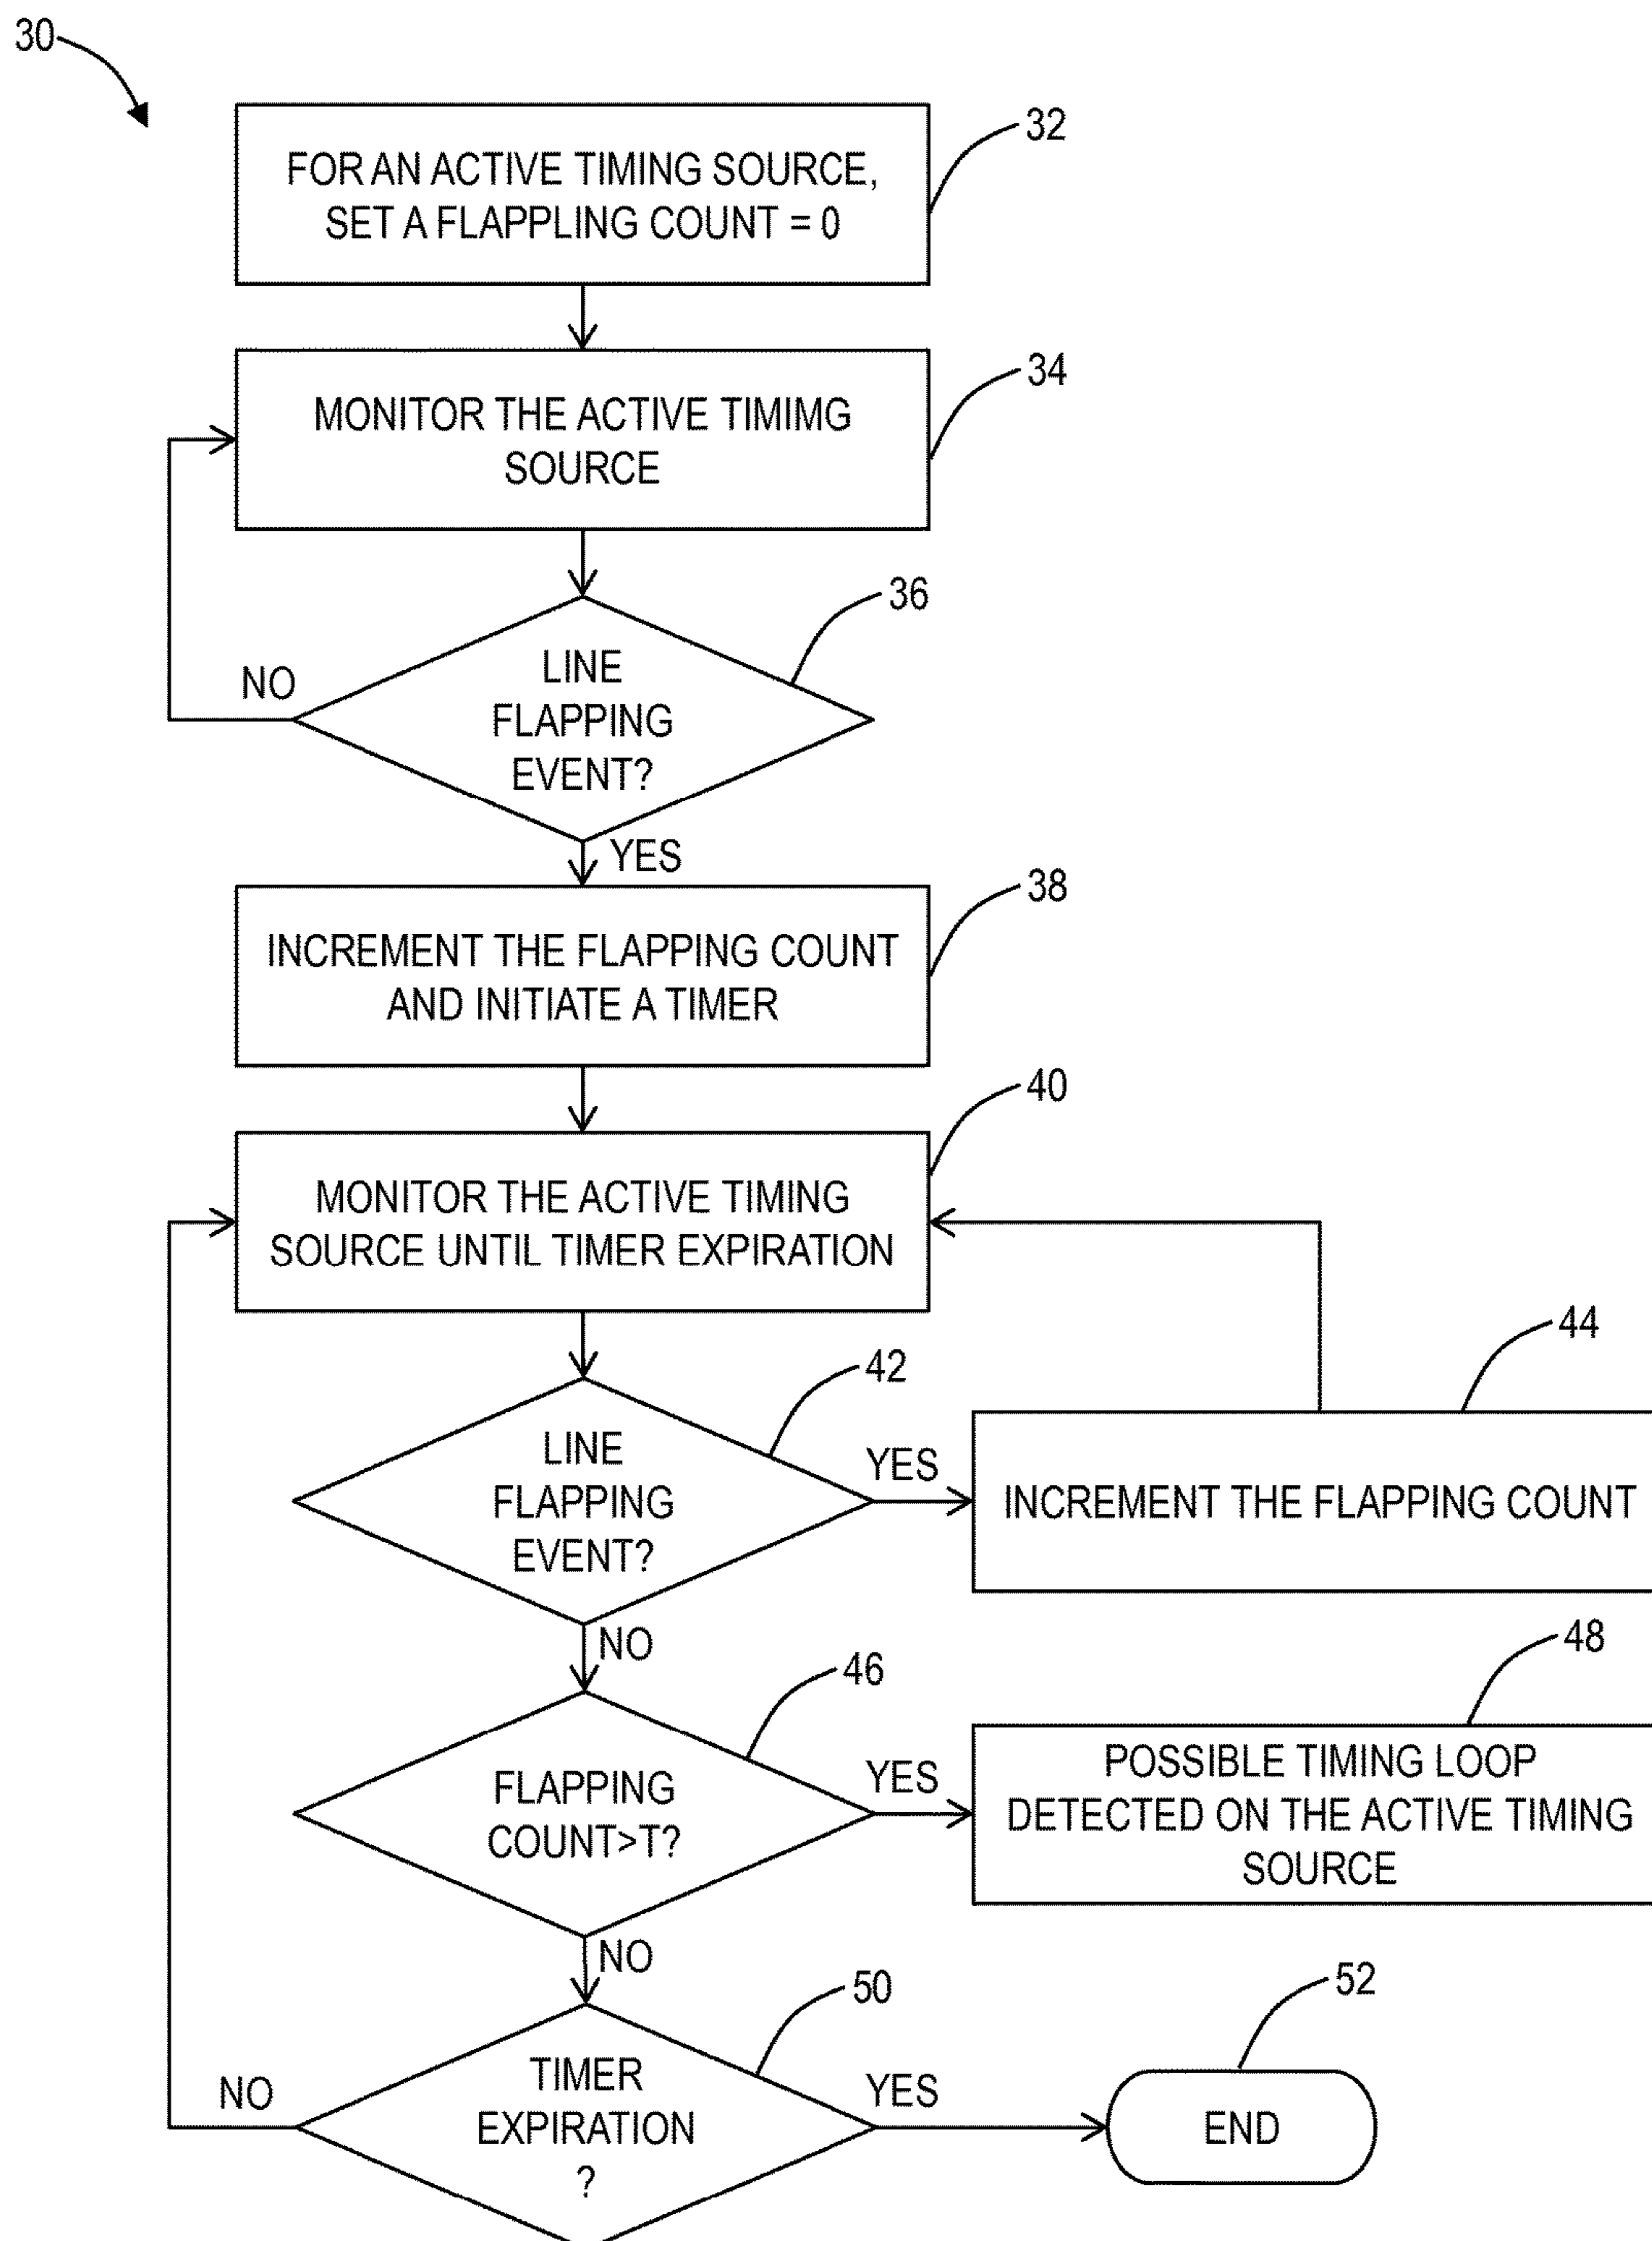 30
FOR AN ACTIVE TIMING SOURCE,
SET A FLAPPLING COUNT = 0
32
MONITOR THE ACTIVE TIMIMG
SOURCE
34
LINE
FLAPPING
EVENT?
36
NO
YES
INCREMENT THE FLAPPING COUNT
AND INITIATE A TIMER
38
MONITOR THE ACTIVE TIMING
SOURCE UNTIL TIMER EXPIRATION
40
LINE
FLAPPING
EVENT?
42
YES
INCREMENT THE FLAPPING COUNT
44
NO
FLAPPING
COUNT>T?
46
YES
POSSIBLE TIMING LOOP
DETECTED ON THE ACTIVE TIMING
SOURCE
48
NO
TIMER
EXPIRATION
?
50
NO
YES
END
52